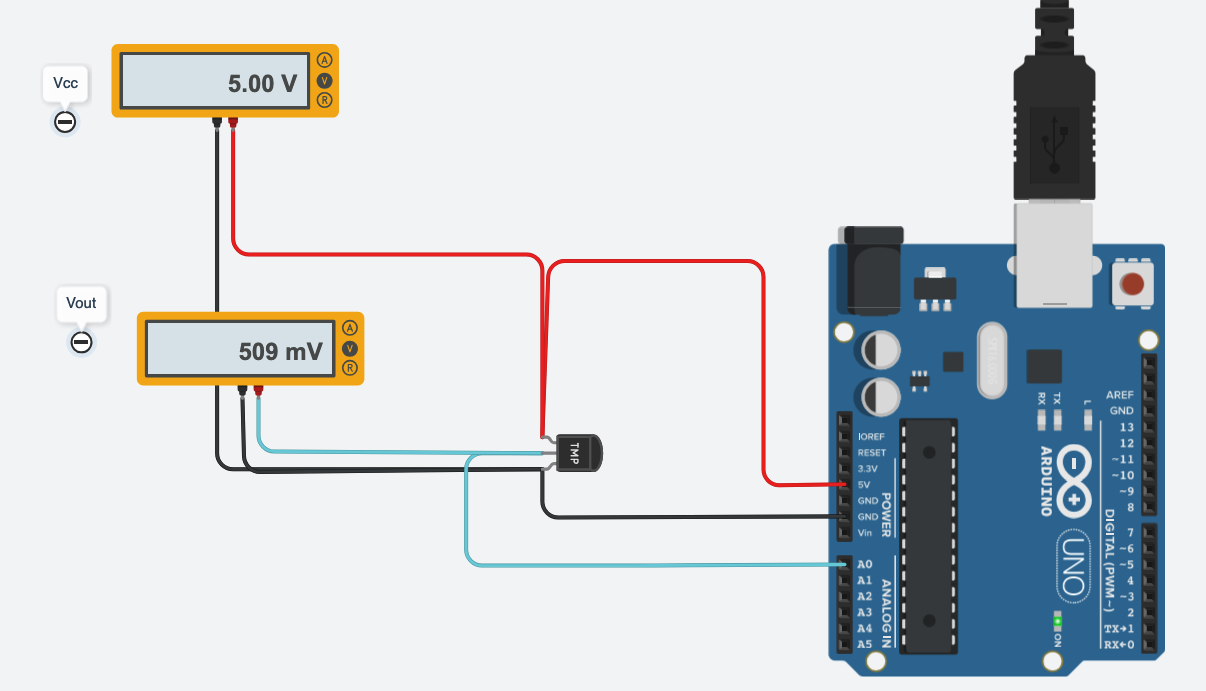 Vcc
5.00 V
A
V
R
Vout
509 mV
A
V
R
TMP
IOREF
RESET
3.3V
5V
GND
GND
Vin
POWER
A0
A1
A2
A3
A4
A5
ANALOG IN
RX
TX
L
ARDUINO
UNO
ON
AREF
GND
13
12
~11
~10
~9
8
7
~6
~5
4
~3
2
TX→1
RX←0
DIGITAL (PWM ~)